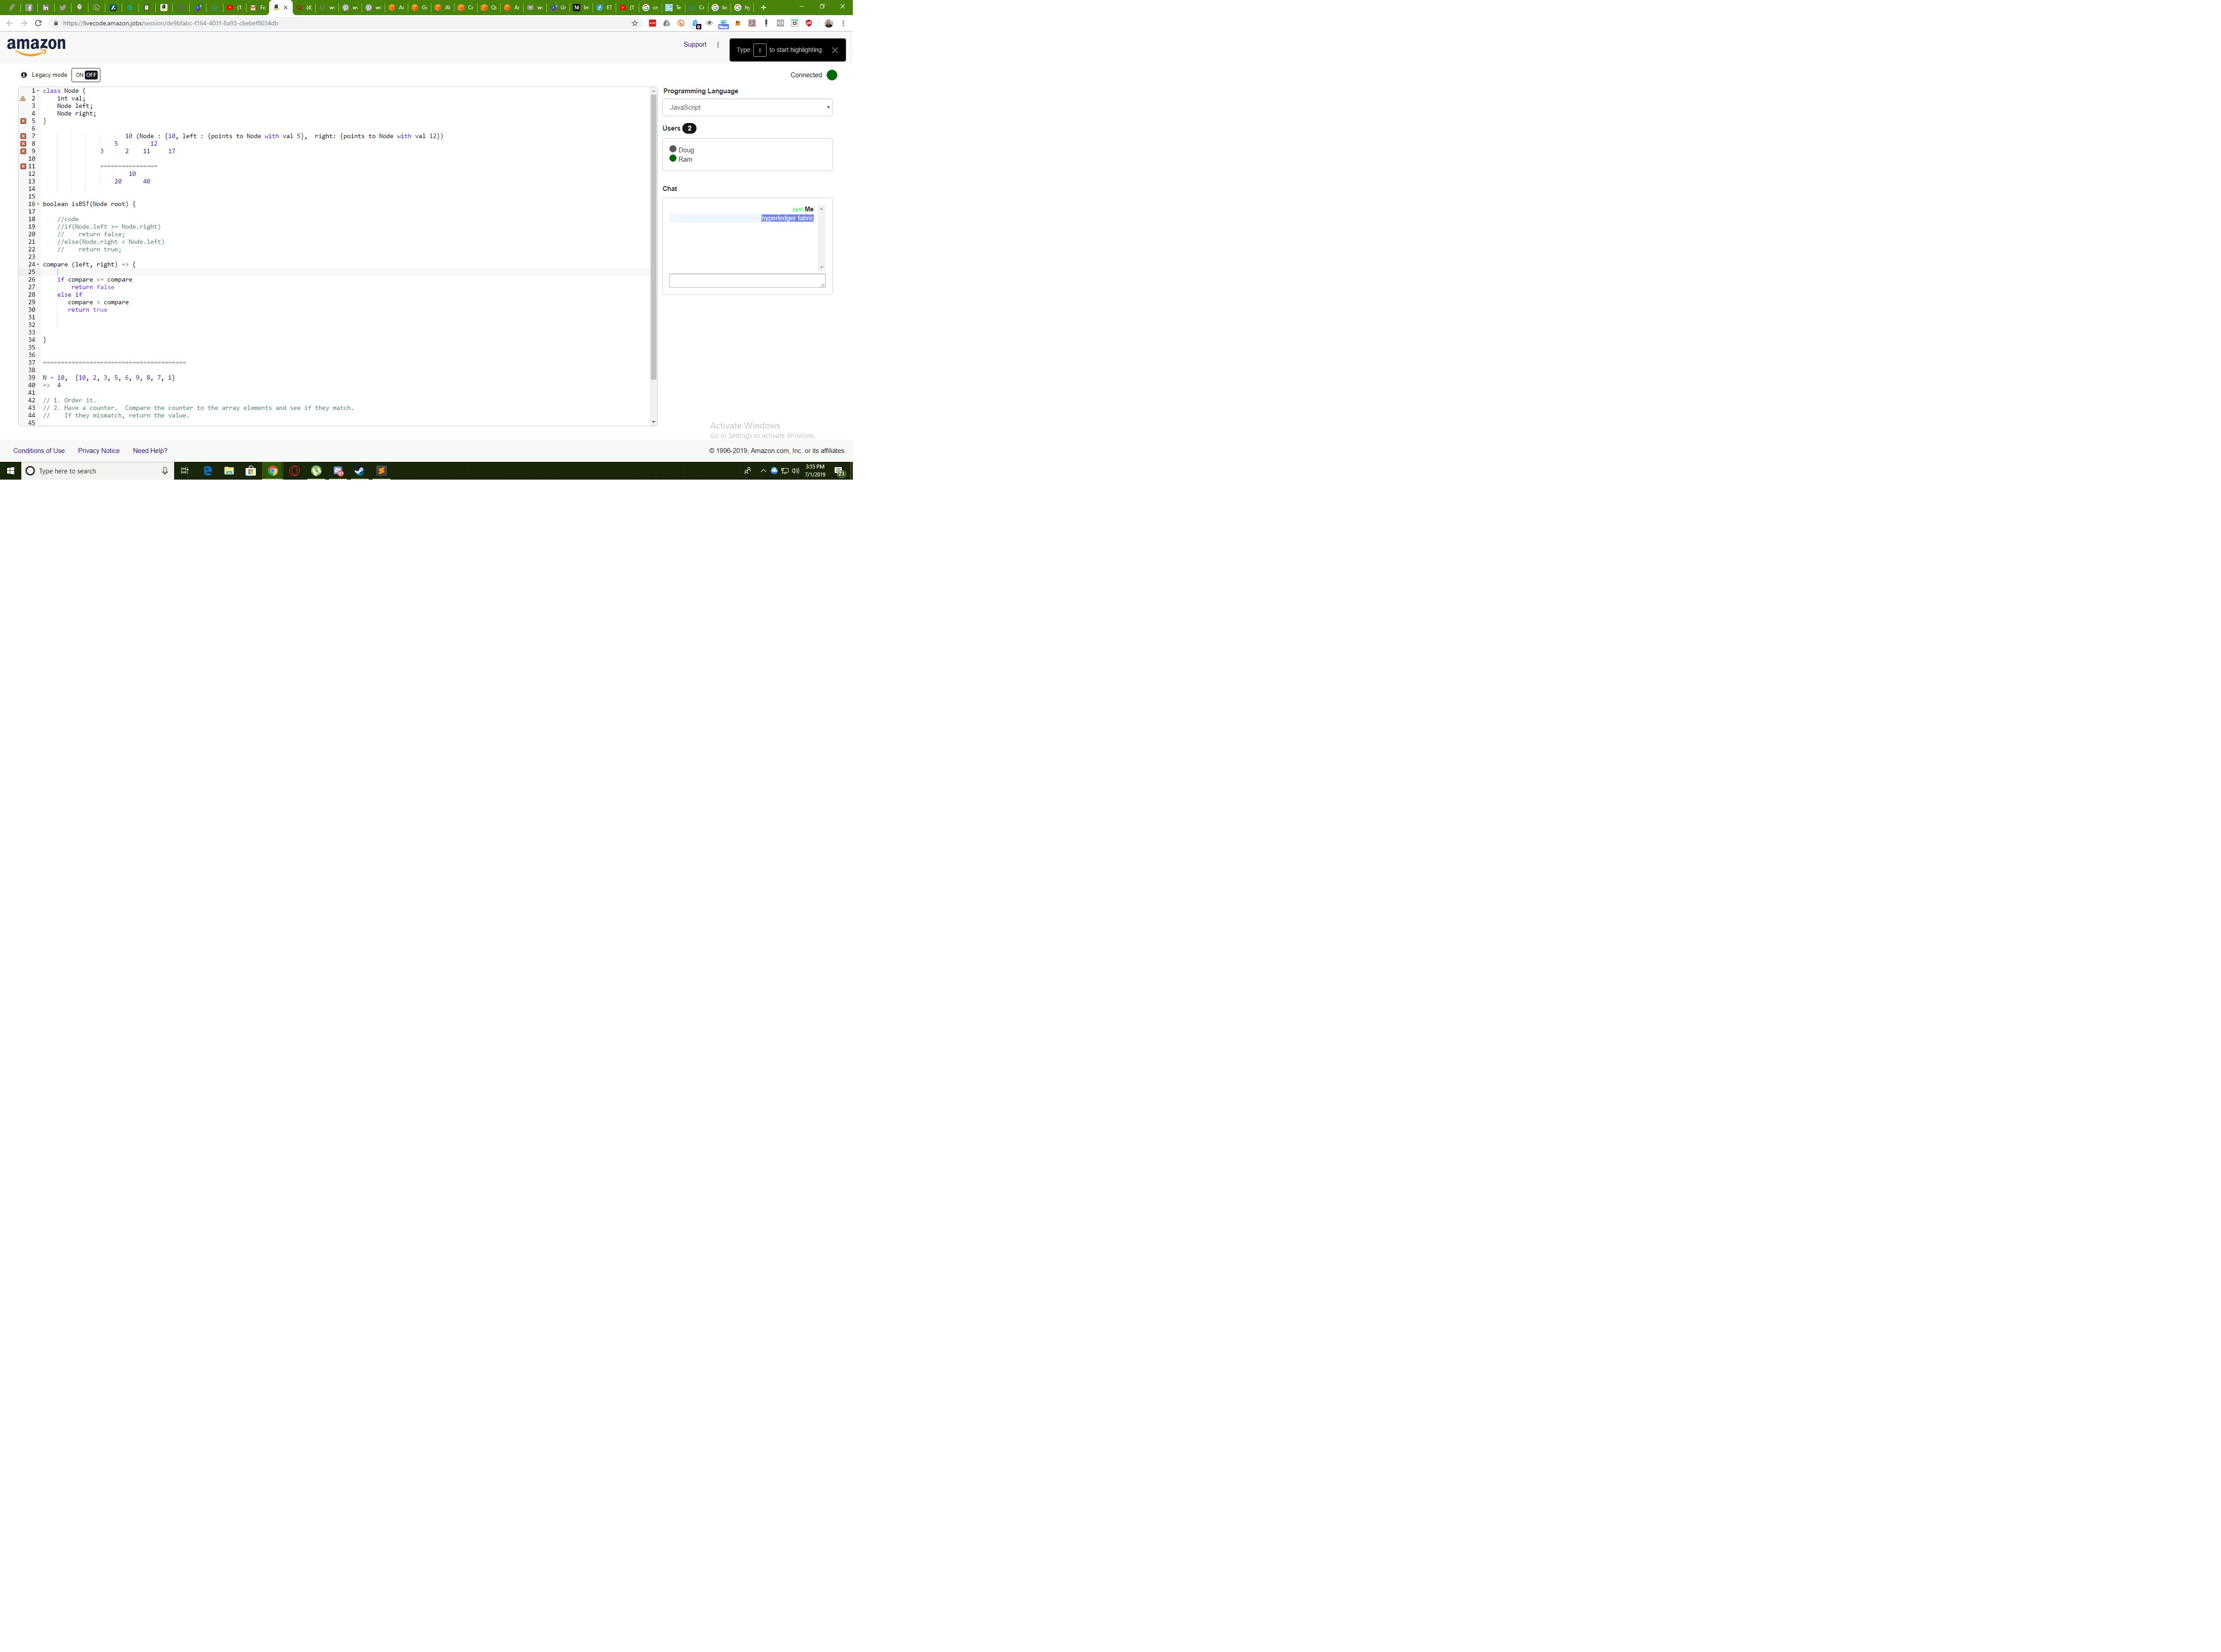 https://livecode.amazon.jobs/session/de9bfabc-f164-401f-8a93-c6ebef8034db
amazon
Support |
Type I to start highlighting.
Legacy mode ON OFF
Connected
1 class Node {
2 int val;
3 Node left;
4 Node right;
5 }
6
7 10 (Node : {10, left : {points to Node with val 5}, right: {points to Node with val 12})
8 5 12
9 3 2 11 17
10
11 ================
12 10
13 20 40
14
15
16 boolean isBST(Node root) {
17
18 //code
19 //if(Node.left >= Node.right)
20 // return false;
21 //else(Node.right < Node.left)
22 // return true;
23
24 compare (left, right) => {
25
26 if compare <= compare
27 return false
28 else if
29 compare > compare
30 return true
31
32
33
34 }
35
36
37 ========================================
38
39 N = 10, {10, 2, 3, 5, 6, 9, 8, 7, 1}
40 => 4
41
42 // 1. Order it.
43 // 2. Have a counter. Compare the counter to the array elements and see if they match.
44 // If they mismatch, return the value.
45
Programming Language
JavaScript
Users 2
Doug
Ram
Chat
Me
hyperledger fabric
Activate Windows
Go to Settings to activate Windows.
Conditions of Use Privacy Notice Need Help?
© 1996-2019, Amazon.com, Inc. or its affiliates.
Type here to search
3:55 PM
7/1/2019